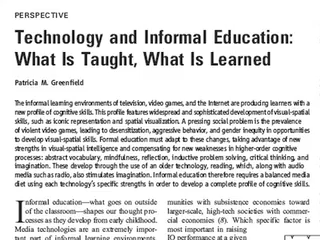 PERSPECTIVE
Technology and Informal Education:
What Is Taught, What Is Learned
Patricia M. Greenfield
The informal learning environments of television, video games, and the Internet are producing learners with a
new profile of cognitive skills. This profile features widespread and sophisticated development of visual-spatial
skills, such as iconic representation and spatial visualization. A pressing social problem is the prevalence
of violent video games, leading to desensitization, aggressive behavior, and gender inequity in opportunities
to develop visual-spatial skills. Formal education must adapt to these changes, taking advantage of new
strengths in visual-spatial intelligence and compensating for new weaknesses in higher-order cognitive
processes: abstract vocabulary, mindfulness, reflection, inductive problem solving, critical thinking, and
imagination. These develop through the use of an older technology, reading, which, along with audio
media such as radio, also stimulates imagination. Informal education therefore requires a balanced media
diet using each technology's specific strengths in order to develop a complete profile of cognitive skills.
Informal education—what goes on outside
of the classroom—shapes our thought pro-
cesses as they develop from early childhood.
Media technologies are an extremely impor-
tant part of informal learning environments.
munities with subsistence economies toward
larger-scale, high-tech societies with commer-
cial economies (8). Which specific factor is
most important in raising
IQ performance at a given